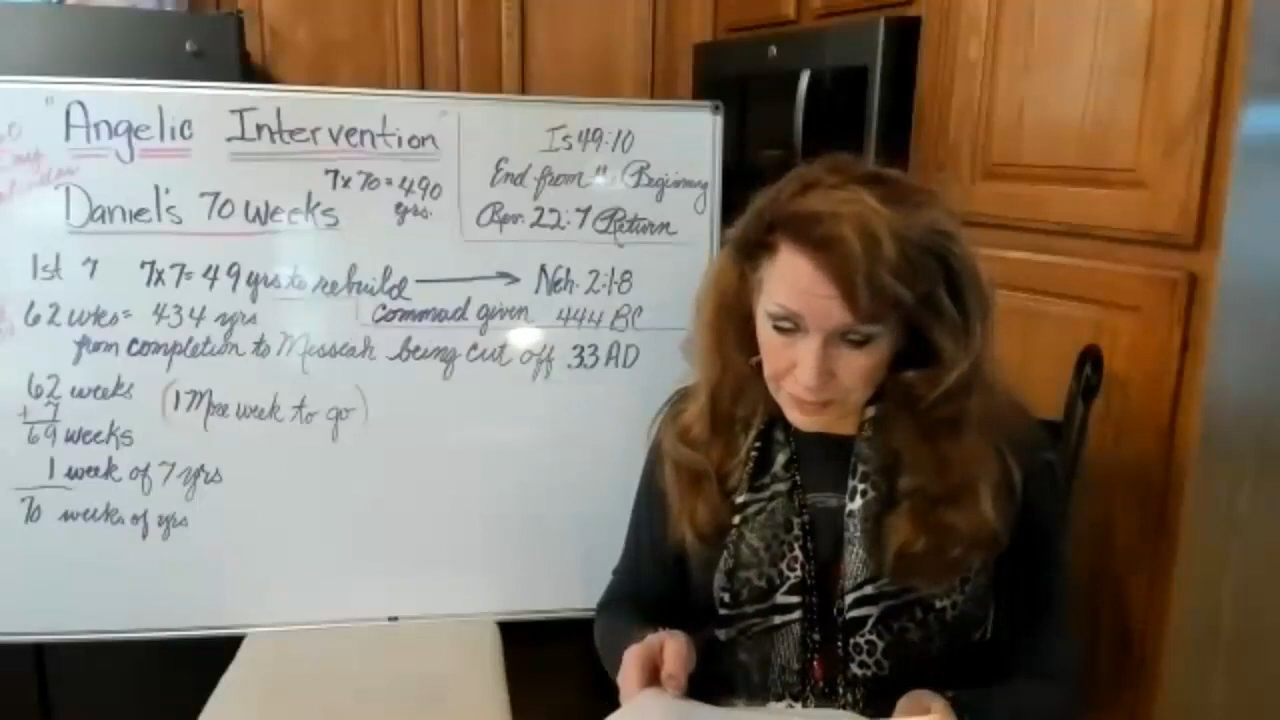 "Angelic Intervention"
7x70=490
yrs.
Daniel's 70 weeks
Is 49:10
End from " Beginning
Rev. 22:7 Return
1st 7 7x7=49 yrs to rebuild → Neh. 2:1-8
62 wks= 434 yrs Commad given 444 BC
from completion to Messeah being cut off 33 AD
62 weeks
+ 7
69 weeks
(1 More week to go)
1 week of 7 yrs
70 weeks of yrs